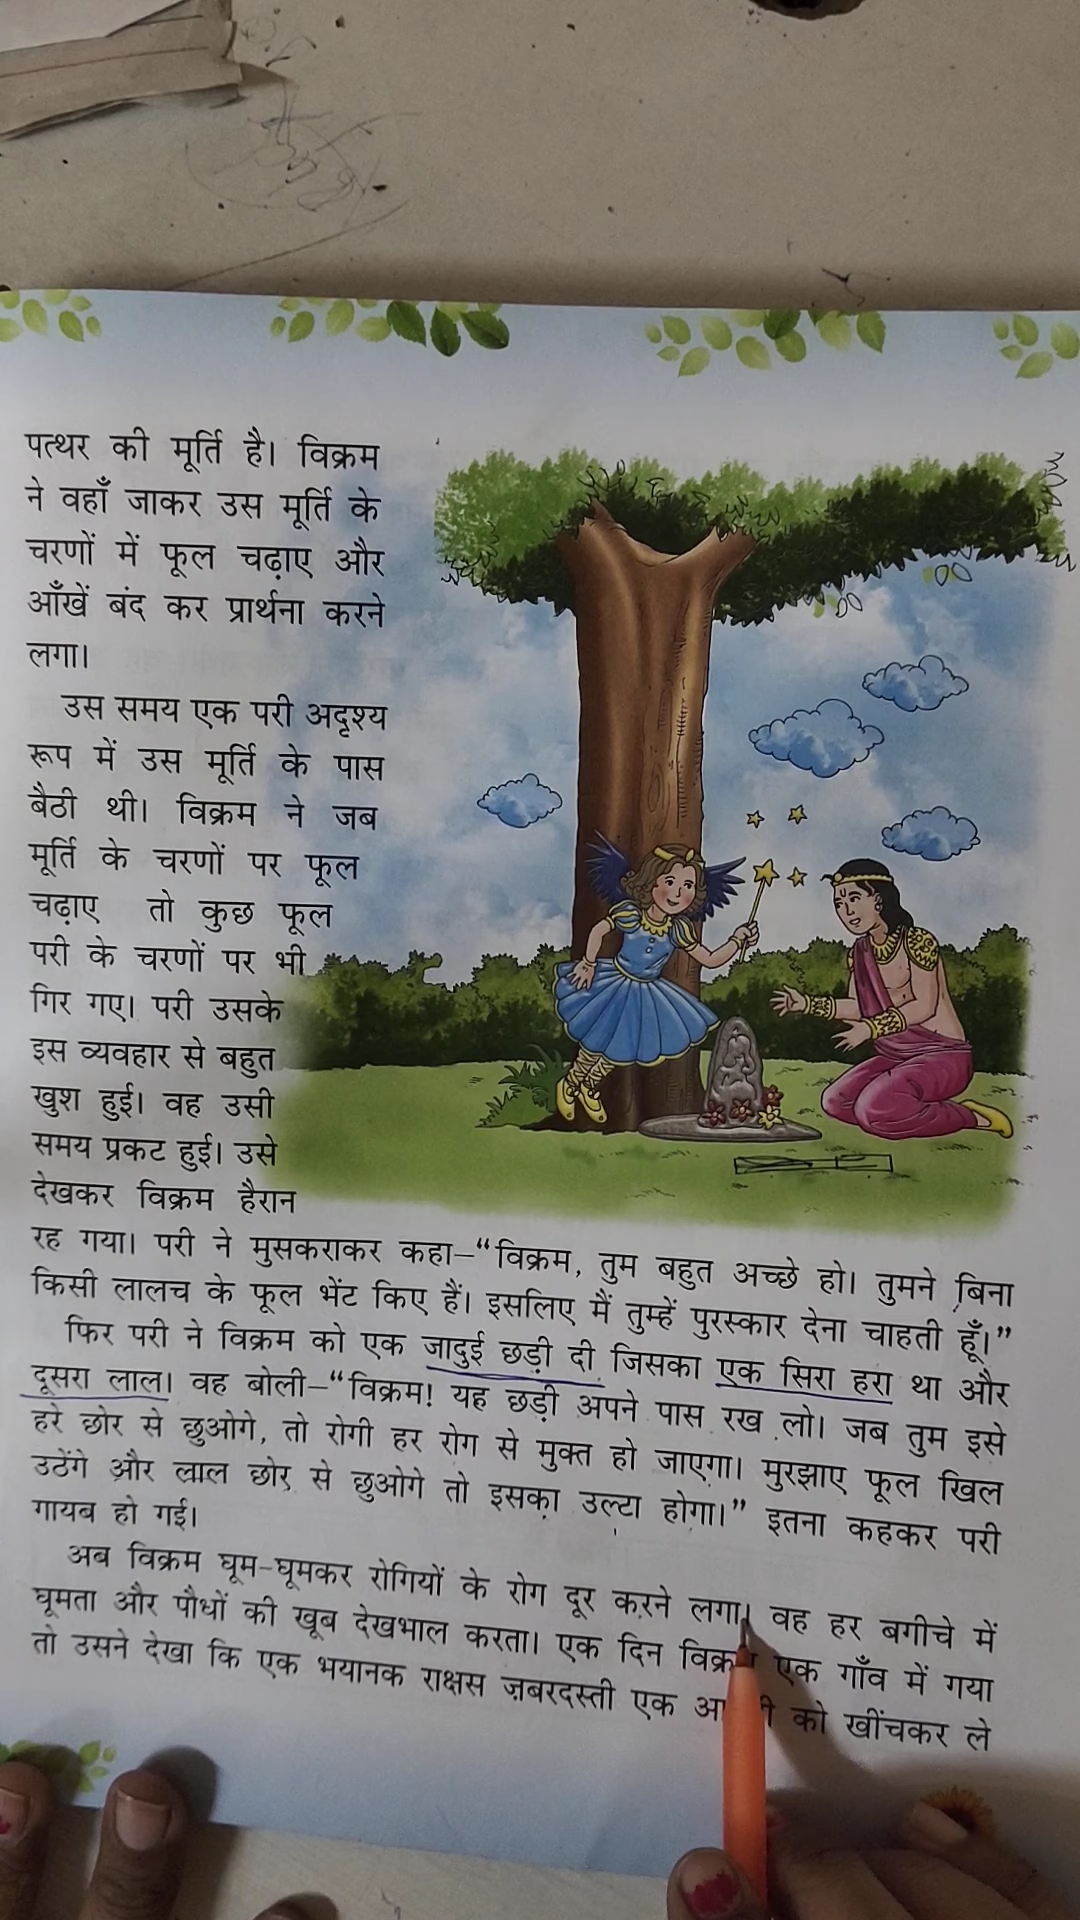 पत्थर की मूर्ति है। विक्रम
ने वहाँ जाकर उस मूर्ति के
चरणों में फूल चढ़ाए और
आँखें बंद कर प्रार्थना करने
लगा।
उस समय एक परी अदृश्य
रूप में उस मूर्ति के पास
बैठी थी। विक्रम ने जब
मूर्ति के चरणों पर फूल
चढ़ाए तो कुछ फूल
परी के चरणों पर भी
गिर गए। परी उसके
इस व्यवहार से बहुत
खुश हुई। वह उसी
समय प्रकट हुई। उसे
देखकर विक्रम हैरान
रह गया। परी ने मुसकराकर कहा–“विक्रम, तुम बहुत अच्छे हो। तुमने बिना
किसी लालच के फूल भेंट किए हैं। इसलिए मैं तुम्हें पुरस्कार देना चाहती हूँ।”
फिर परी ने विक्रम को एक जादुई छड़ी दी जिसका एक सिरा हरा था और
दूसरा लाल। वह बोली–“विक्रम! यह छड़ी अपने पास रख लो। जब तुम इसे
हरे छोर से छुओगे, तो रोगी हर रोग से मुक्त हो जाएगा। मुरझाए फूल खिल
उठेंगे और लाल छोर से छुओगे तो इसका उल्टा होगा।” इतना कहकर परी
गायब हो गई।
अब विक्रम घूम-घूमकर रोगियों के रोग दूर करने लगा। वह हर बगीचे में
घूमता और पौधों की खूब देखभाल करता। एक दिन विक्रम एक गाँव में गया
तो उसने देखा कि एक भयानक राक्षस ज़बरदस्ती एक को खींचकर ले